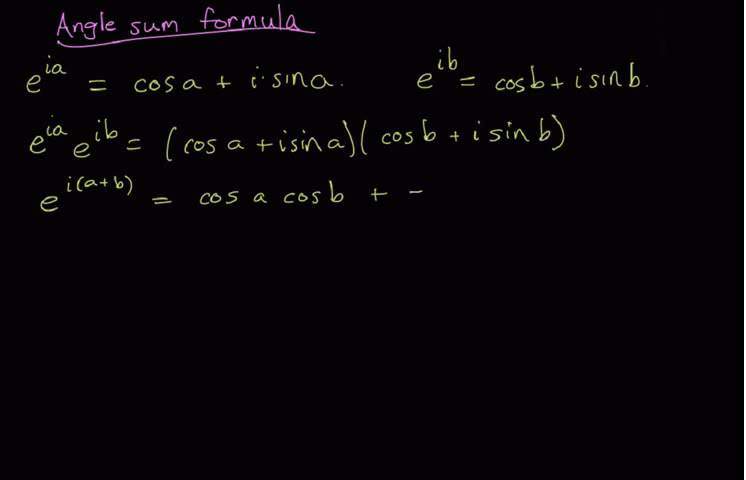 Angle sum formula
e^{ia} = cos a + i·sin a. e^{ib} = cos b + i sin b.
e^{ia} e^{ib} = (cos a + i sin a)(cos b + i sin b)
e^{i(a+b)} = cos a cos b + -